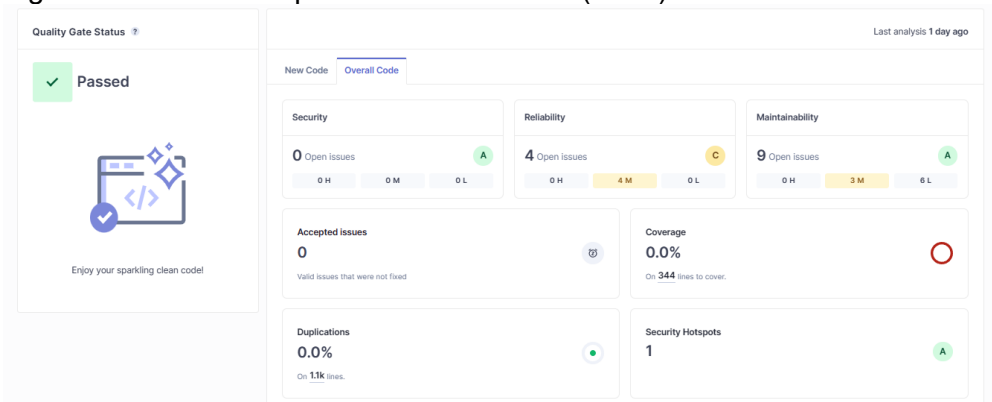 Quality Gate Status ?
Passed
Enjoy your sparkling clean code!
Last analysis 1 day ago
New Code Overall Code
Security
0 Open issues A
0 H 0 M 0 L
Reliability
4 Open issues C
0 H 4 M 0 L
Maintainability
9 Open issues A
0 H 3 M 6 L
Accepted issues
0
Valid issues that were not fixed
Coverage
0.0%
On 344 lines to cover.
Duplications
0.0%
On 1.1k lines.
Security Hotspots
1 A